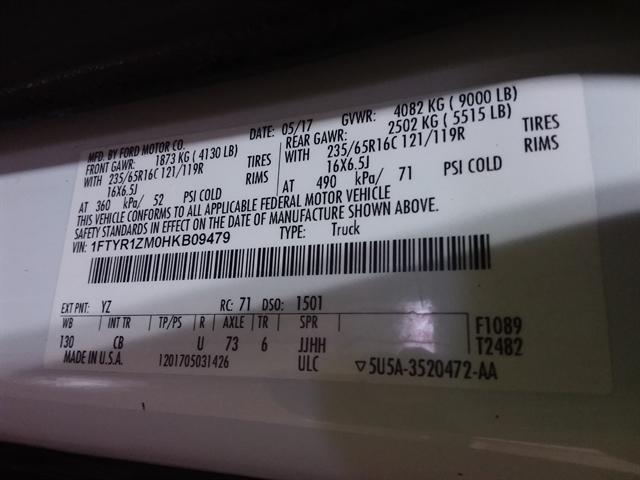 MFD. BY FORD MOTOR CO. DATE: 05/17 GVWR: 4082 KG ( 9000 LB)
FRONT GAWR: 1873 KG ( 4130 LB) REAR GAWR: 2502 KG ( 5515 LB)
WITH 235/65R16C 121/119R TIRES WITH 235/65R16C 121/119R TIRES
16X6.5J RIMS 16X6.5J RIMS
AT 360 kPa/ 52 PSI COLD AT 490 kPa/ 71 PSI COLD
THIS VEHICLE CONFORMS TO ALL APPLICABLE FEDERAL MOTOR VEHICLE
SAFETY STANDARDS IN EFFECT ON THE DATE OF MANUFACTURE SHOWN ABOVE.
VIN: 1FTYR1ZM0HKB09479 TYPE: Truck
EXT PNT: YZ RC: 71 DSO: 1501
WB INT TR TP/PS R AXLE TR SPR F1089
130 CB U 73 6 JJHH T2482
MADE IN U.S.A. 1201705031426 ULC ▽5U5A-3520472-AA